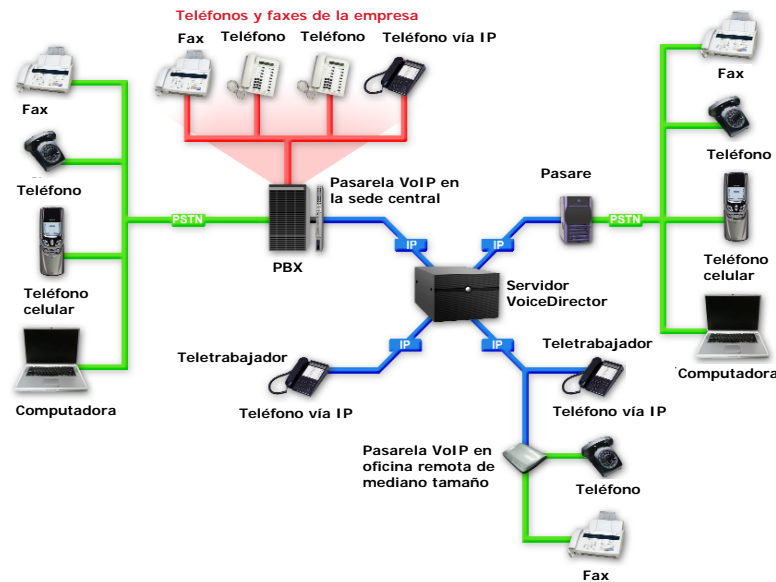 Teléfonos y faxes de la empresa
Fax
Teléfono
Teléfono
Teléfono vía IP
Fax
Teléfono
Teléfono
celular
Computadora
PSTN
PBX
Pasarela VoIP en
la sede central
IP
IP
Pasare
PSTN
Fax
Teléfono
Teléfono
celular
Computadora
Servidor
VoiceDirector
IP
IP
Teletrabajador
Teléfono vía IP
Teletrabajador
Teléfono vía IP
Pasarela VoIP en
oficina remota de
mediano tamaño
Teléfono
Fax